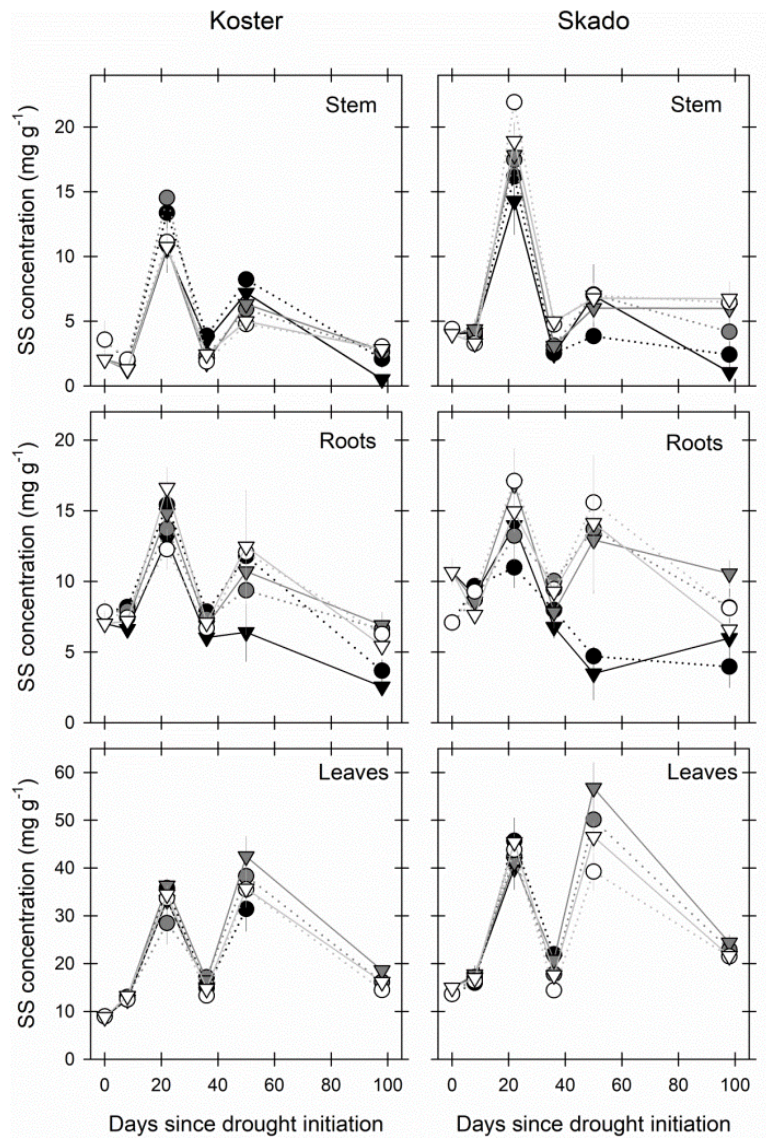 Koster Skado
Stem Stem
SS concentration (mg g⁻¹)
20
15
10
5
0
Roots Roots
SS concentration (mg g⁻¹)
20
15
10
5
0
Leaves Leaves
SS concentration (mg g⁻¹)
60
50
40
30
20
10
0
0 20 40 60 80 100 0 20 40 60 80 100
Days since drought initiation Days since drought initiation